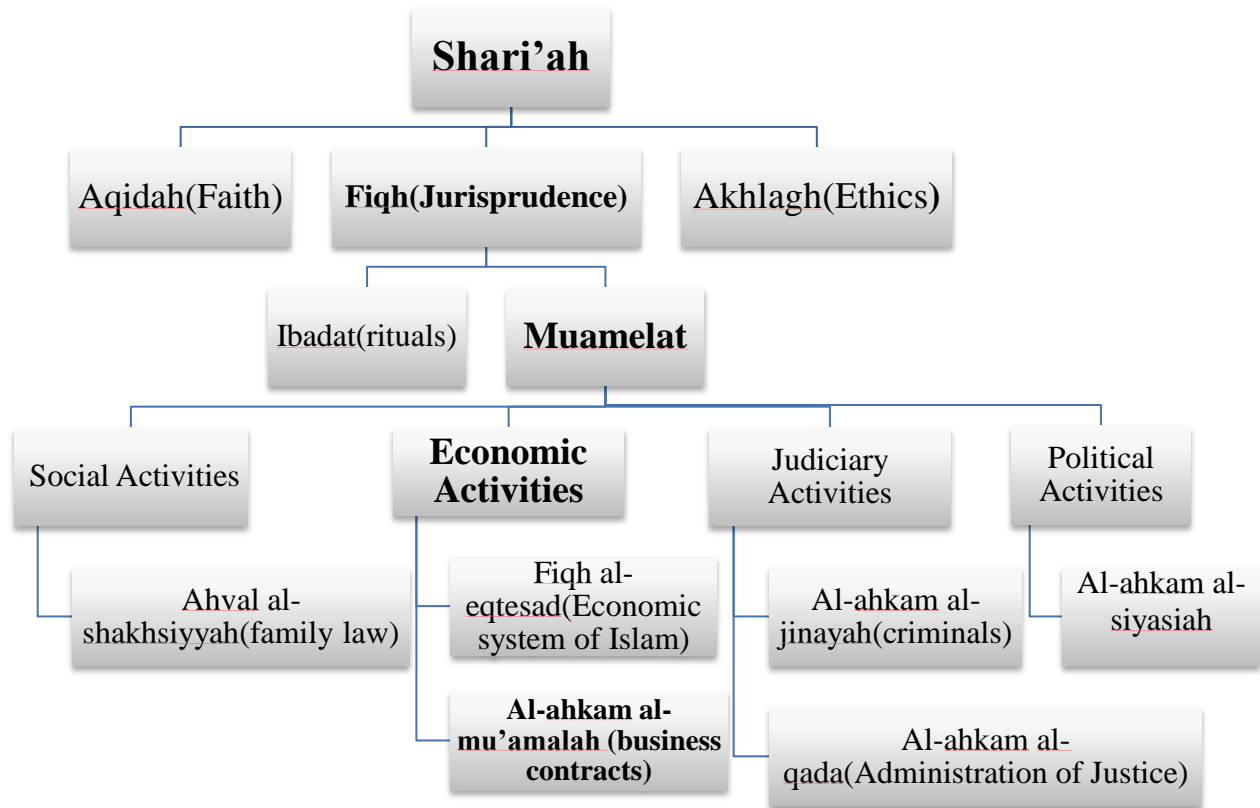 Shari’ah
Aqidah(Faith)
Fiqh(Jurisprudence)
Akhlagh(Ethics)
Ibadat(rituals)
Muamelat
Social Activities
Economic
Activities
Judiciary
Activities
Political
Activities
Ahval al-
shakhsiyyah(family law)
Fiqh al-
eqtesad(Economic
system of Islam)
Al-ahkam al-
mu’amalah (business
contracts)
Al-ahkam al-
jinayah(criminals)
Al-ahkam al-
qada(Administration of Justice)
Al-ahkam al-
siyasiah